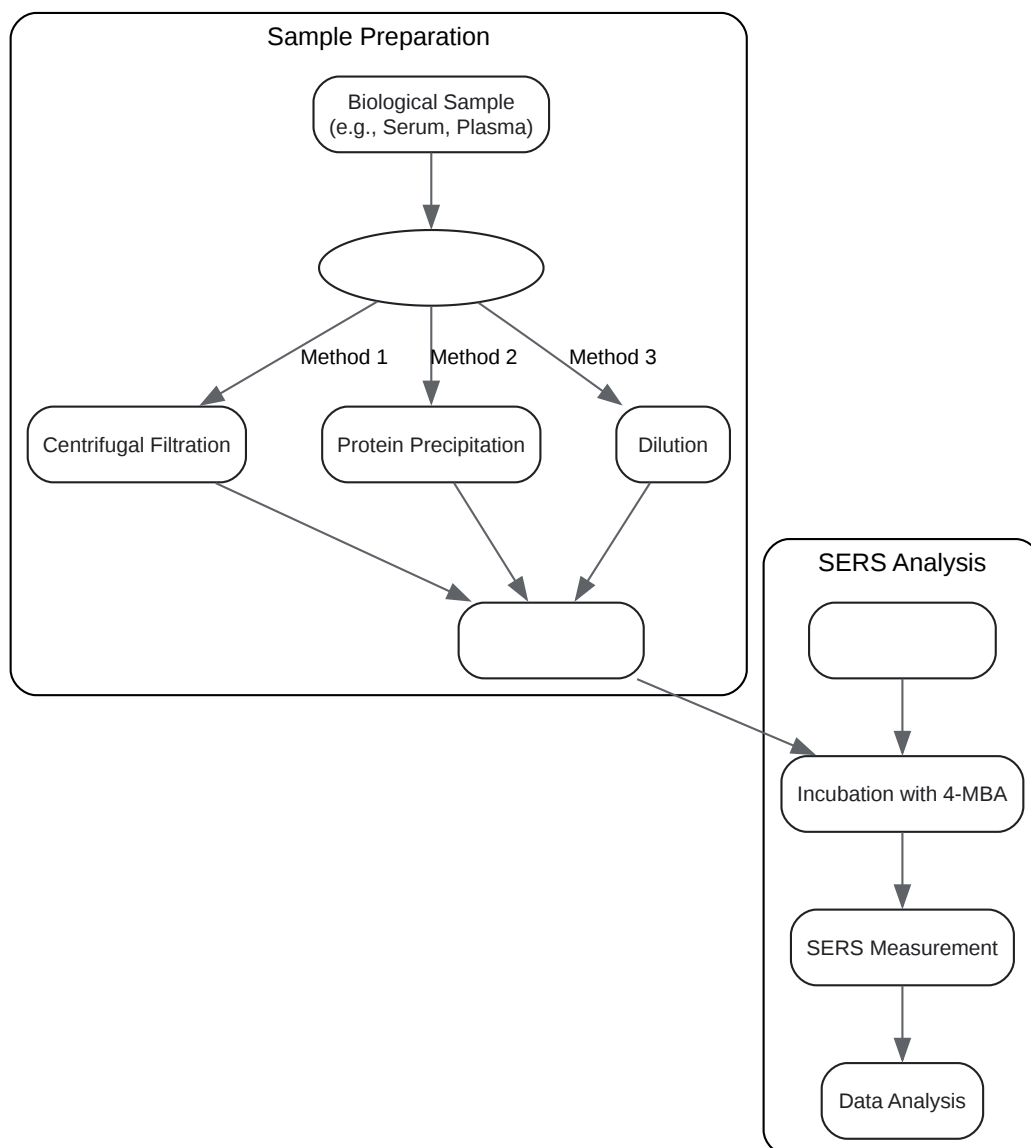 Sample Preparation
Biological Sample
(e.g., Serum, Plasma)
Method 1
Method 2
Method 3
Centrifugal Filtration
Protein Precipitation
Dilution
SERS Analysis
Incubation with 4-MBA
SERS Measurement
Data Analysis